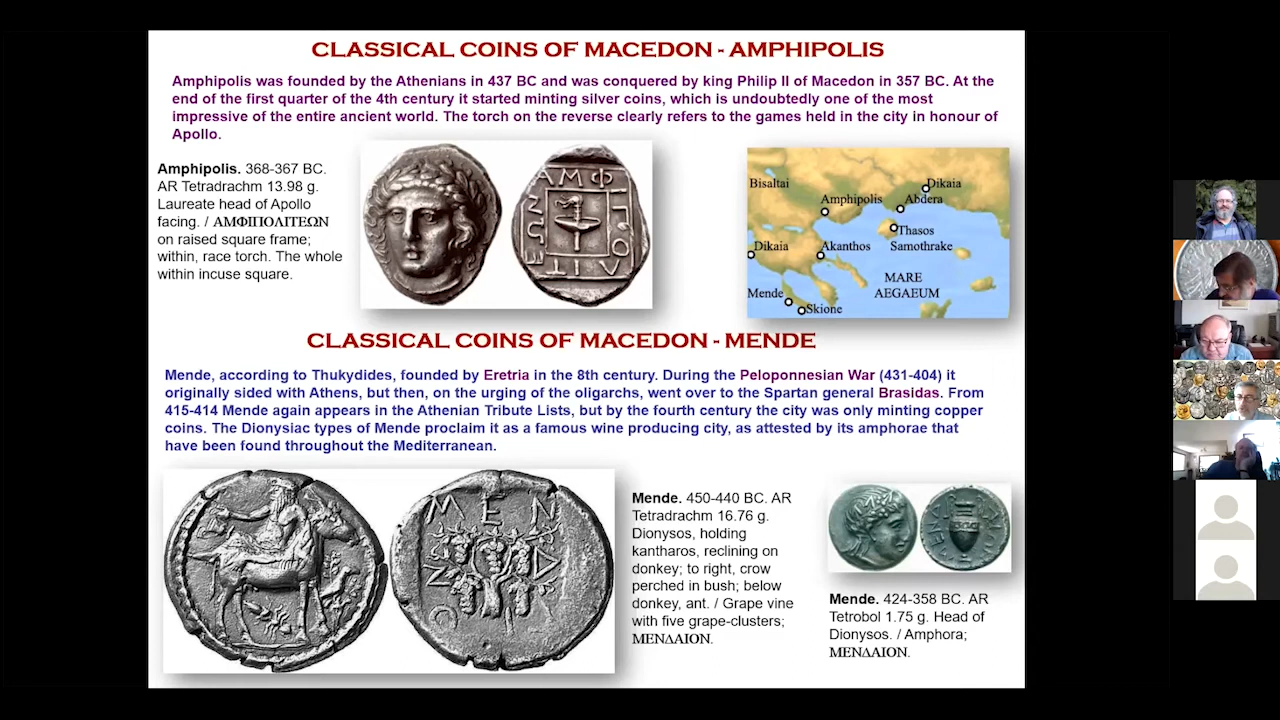 CLASSICAL COINS OF MACEDON - AMPHIPOLIS
Amphipolis was founded by the Athenians in 437 BC and was conquered by king Philip II of Macedon in 357 BC. At the
end of the first quarter of the 4th century it started minting silver coins, which is undoubtedly one of the most
impressive of the entire ancient world. The torch on the reverse clearly refers to the games held in the city in honour of
Apollo.
Amphipolis. 368-367 BC.
AR Tetradrachm 13.98 g.
Laureate head of Apollo
facing. / ΑΜΦΙΠΟΛΙΤΕΩΝ
on raised square frame;
within, race torch. The whole
within incuse square.
ΑΜΦ
Bisaltai
Dikaia
Amphipolis
Abdera
Thasos
Dikaia
Akanthos
Samothrake
MARE
AEGAEUM
Mende
Skione
CLASSICAL COINS OF MACEDON - MENDE
Mende, according to Thukydides, founded by Eretria in the 8th century. During the Peloponnesian War (431-404) it
originally sided with Athens, but then, on the urging of the oligarchs, went over to the Spartan general Brasidas. From
415-414 Mende again appears in the Athenian Tribute Lists, but by the fourth century the city was only minting copper
coins. The Dionysiac types of Mende proclaim it as a famous wine producing city, as attested by its amphorae that
have been found throughout the Mediterranean.
ΜΕΝ
Mende. 450-440 BC. AR
Tetradrachm 16.76 g.
Dionysos, holding
kantharos, reclining on
donkey; to right, crow
perched in bush; below
donkey, ant. / Grape vine
with five grape-clusters;
ΜΕΝΔΑΙΟΝ.
Mende. 424-358 BC. AR
Tetrobol 1.75 g. Head of
Dionysos. / Amphora;
ΜΕΝΔΑΙΟΝ.